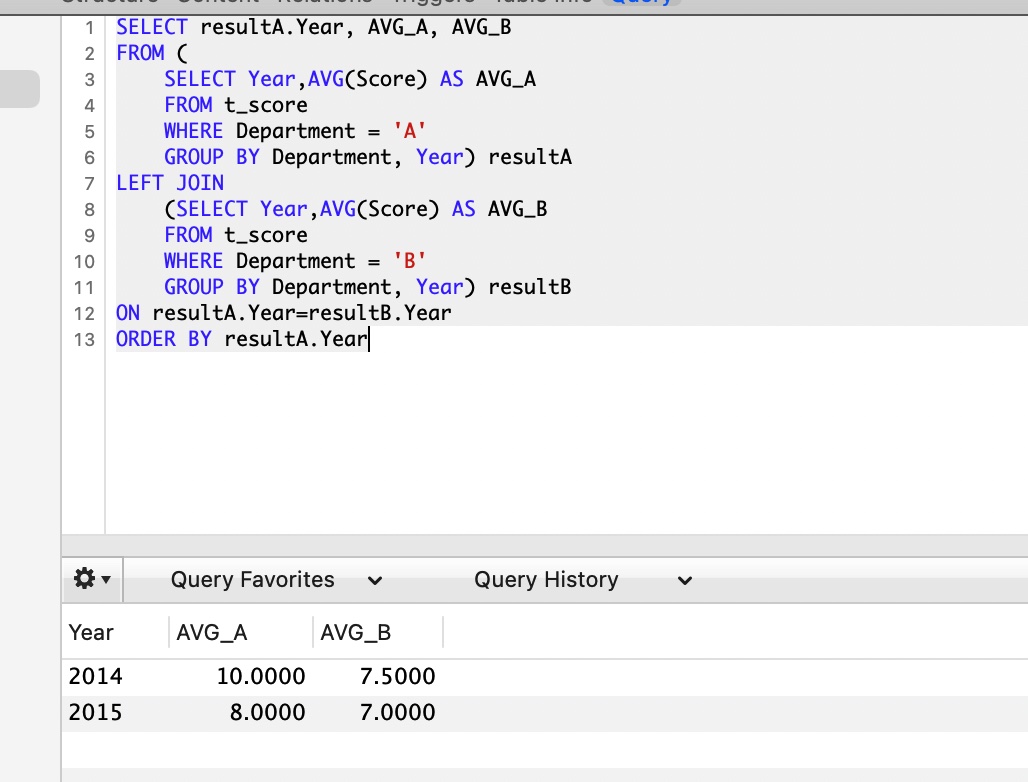 Structure Content Relations Triggers Table Info Query
1 SELECT resultA.Year, AVG_A, AVG_B
2 FROM (
3     SELECT Year,AVG(Score) AS AVG_A
4     FROM t_score
5     WHERE Department = 'A'
6     GROUP BY Department, Year) resultA
7 LEFT JOIN
8     (SELECT Year,AVG(Score) AS AVG_B
9     FROM t_score
10     WHERE Department = 'B'
11     GROUP BY Department, Year) resultB
12 ON resultA.Year=resultB.Year
13 ORDER BY resultA.Year
Query Favorites Query History
Year AVG_A AVG_B
2014 10.0000 7.5000
2015 8.0000 7.0000